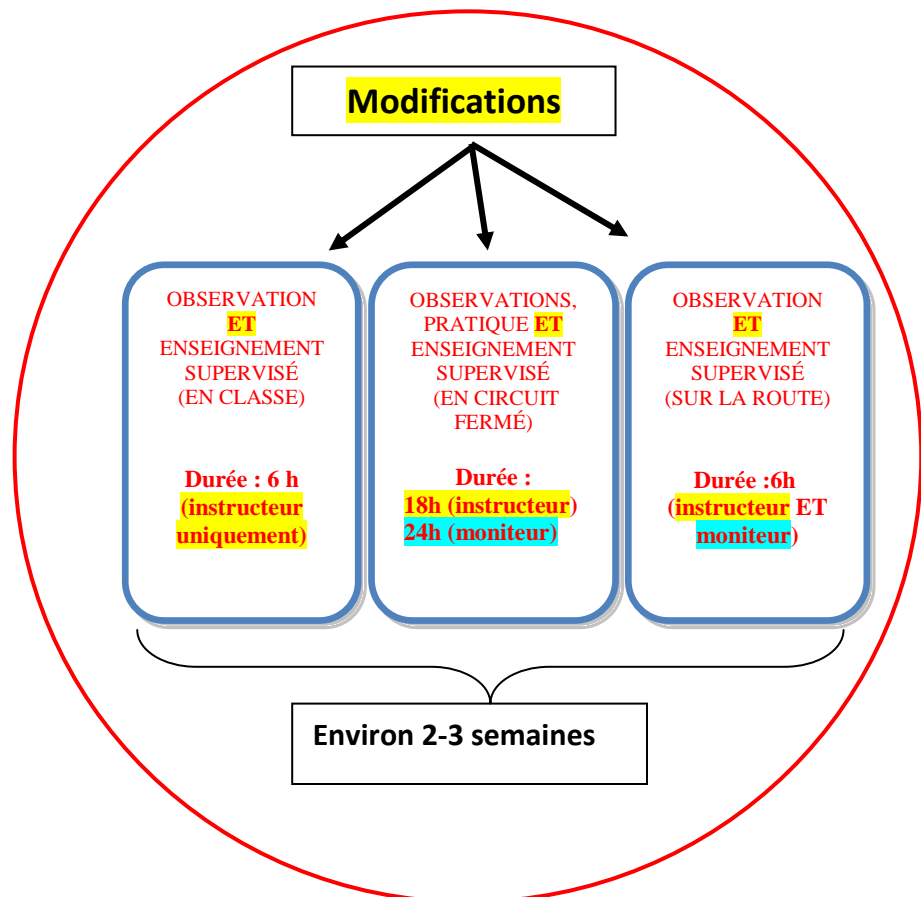 Modifications
OBSERVATION
ET
ENSEIGNEMENT
SUPERVISÉ
(EN CLASSE)
Durée : 6 h
(instructeur
uniquement)
OBSERVATIONS,
PRATIQUE ET
ENSEIGNEMENT
SUPERVISÉ
(EN CIRCUIT
FERMÉ)
Durée :
18h (instructeur)
24h (moniteur)
OBSERVATION
ET
ENSEIGNEMENT
SUPERVISÉ
(SUR LA ROUTE)
Durée :6h
(instructeur ET
moniteur)
Environ 2-3 semaines